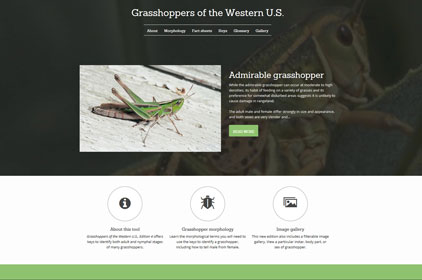 Grasshoppers of the Western U.S.
About Morphology Fact sheets Keys Glossary Gallery
Admirable grasshopper
While the admirable grasshopper can occur at moderate to high
densities, its habit of feeding on a variety of grasses and its
preference for somewhat disturbed areas suggests it is unlikely to
cause damage in rangeland.
The adult male and female differ strongly in size and appearance,
and both sexes are very slender and...
READ MORE
About this tool
Grasshoppers of the Western U.S., Edition 4 offers
keys to identify both adult and nymphal stages
of many grasshoppers.
Grasshopper morphology
Learn the morphological terms you will need to
use the keys to identify a grasshopper,
including how to tell male from female.
Image gallery
This new edition also includes a filterable image
gallery. View a particular instar, body part, or
sex of grasshopper.